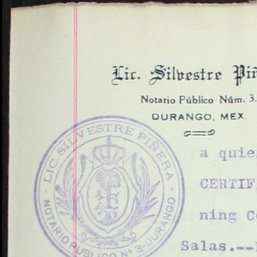 Lic. Silvestre Piñ
Notario Público Núm. 3.
DURANGO, MEX.
LIC. SILVESTRE PIÑERA
NOTARIO PUBLICO Nº 3-DURANGO
a quie
CERTIF
ning C
Salas.--